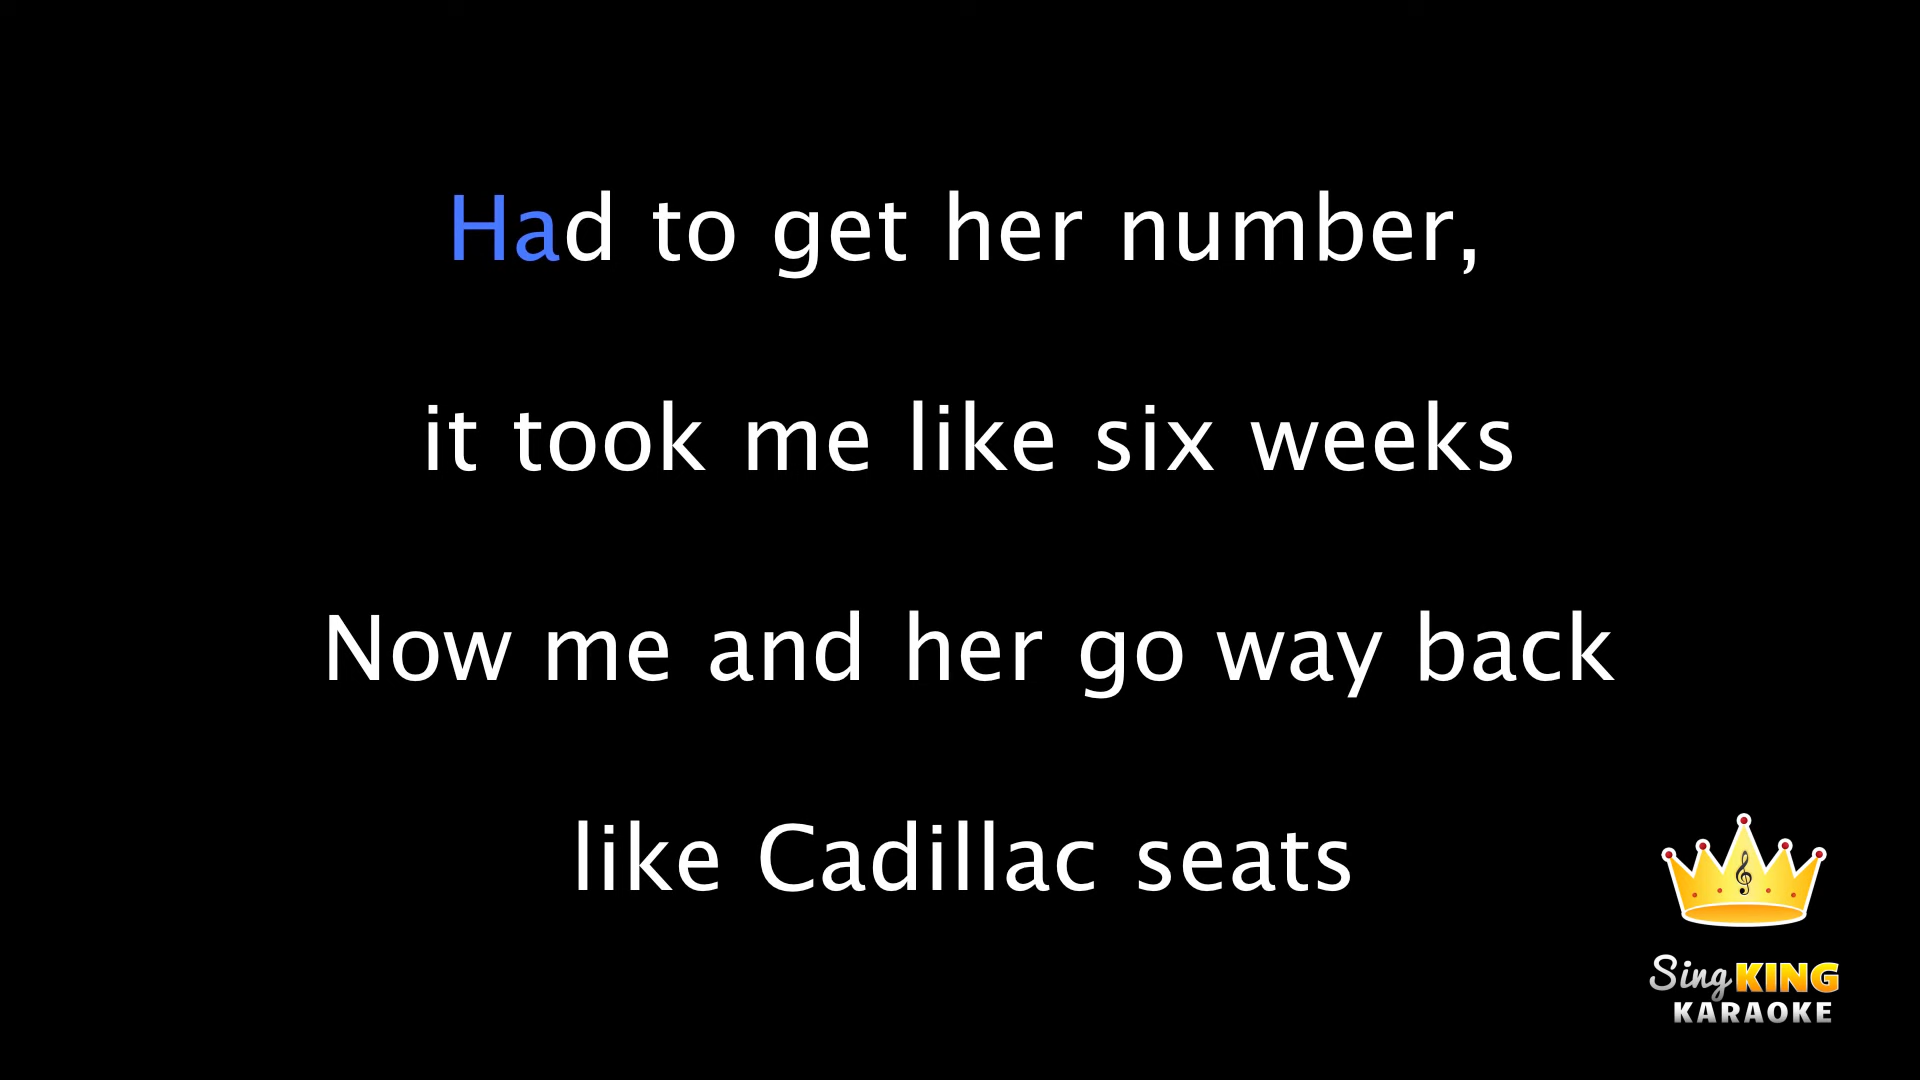 Had to get her number,
it took me like six weeks
Now me and her go way back
like Cadillac seats
Sing KING
KARAOKE